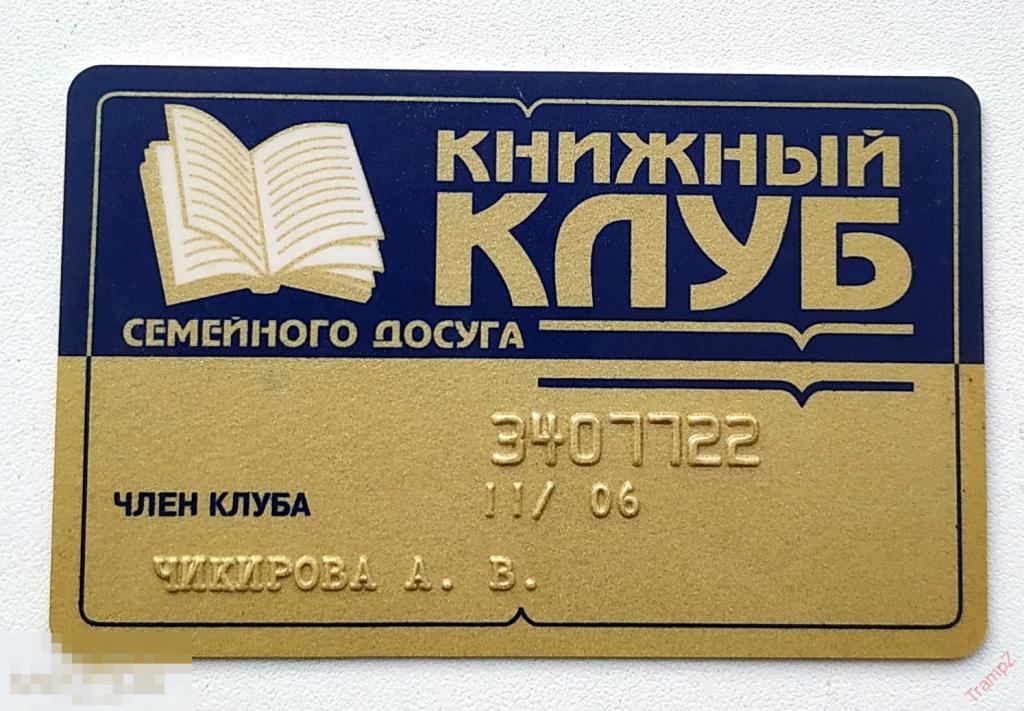 КНИЖНЫЙ
КЛУБ
СЕМЕЙНОГО ДОСУГА
3407722
ЧЛЕН КЛУБА
11/ 06
ЧИКИРОВА А. В.
TrampZ